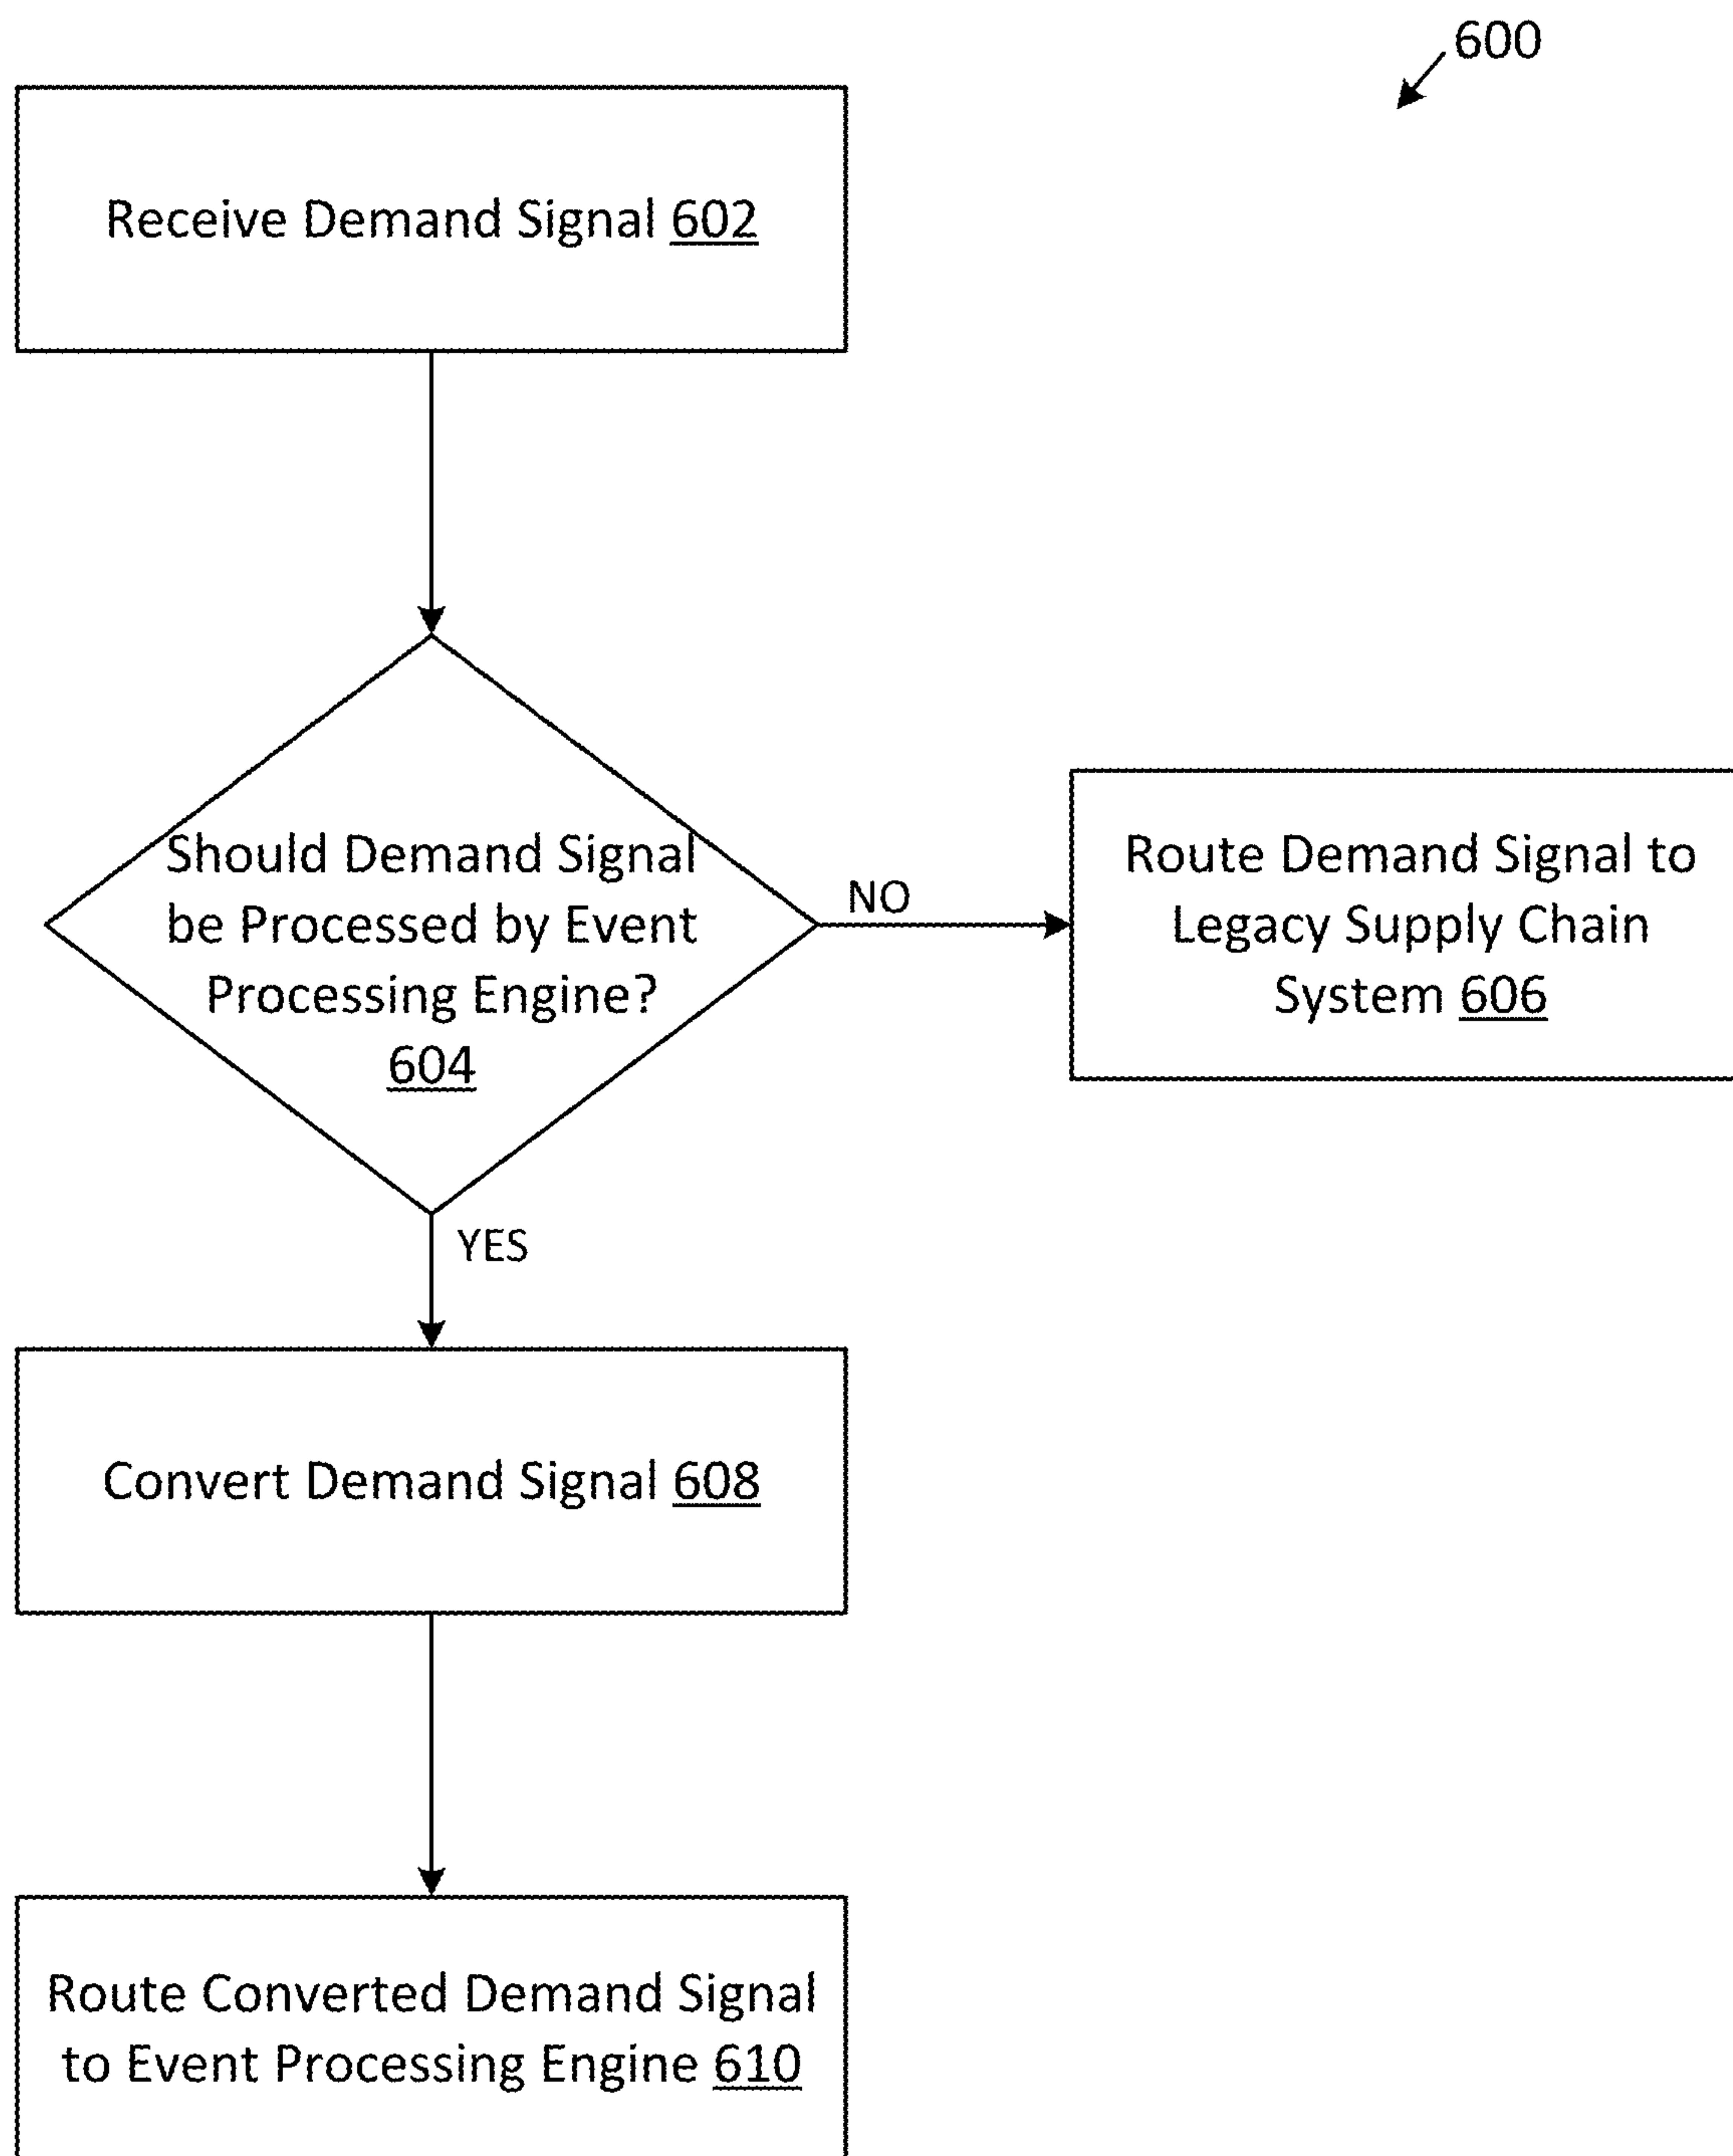 600
Receive Demand Signal 602
Should Demand Signal
be Processed by Event
Processing Engine?
604
NO
Route Demand Signal to
Legacy Supply Chain
System 606
YES
Convert Demand Signal 608
Route Converted Demand Signal
to Event Processing Engine 610